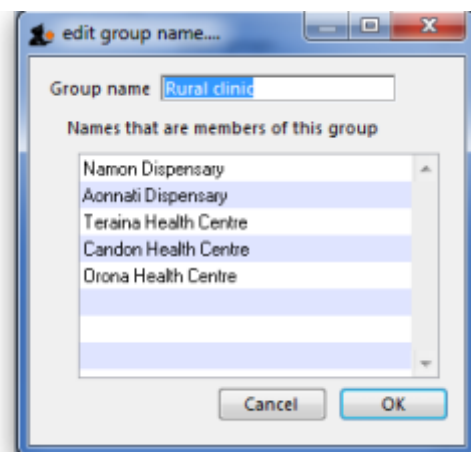 edit group name....
Group name Rural clinic
Names that are members of this group
Namon Dispensary
Aonnati Dispensary
Teraina Health Centre
Candon Health Centre
Orona Health Centre
Cancel OK